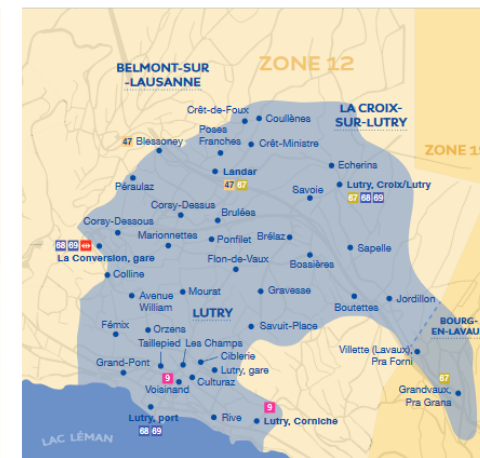 BELMONT-SUR
-LAUSANNE
ZONE 12
Crêt-de-Foux
Coullènes
LA CROIX-
SUR-LUTRY
Poses
Franches
47 Blessoney
Crêt-Ministre
ZONE 1
Echerins
Landar
47 67
Péraulaz
Savoie
Lutry, Croix/Lutry
67 68 69
Corsy-Dessus
Brulées
Corsy-Dessous
Marionnettes
Ponfilet
Brêlaz
68 69
La Conversion, gare
Sapelle
Flon-de-Vaux
Bossières
Colline
Mourat
Gravesse
Avenue
William
Boutettes
Jordillon
LUTRY
BOURG-
EN-LAVAU
Fémix
Orzens
Savuit-Place
Taillepied
Les Champs
Ciblerie
Villette (Lavaux)
Pra Forni
Grand-Pont
Lutry, gare
9
Voisinand
Culturaz
67
Grandvaux,
Pra Grana
9
Lutry, port
68 69
Rive
Lutry, Corniche
LAC LÉMAN